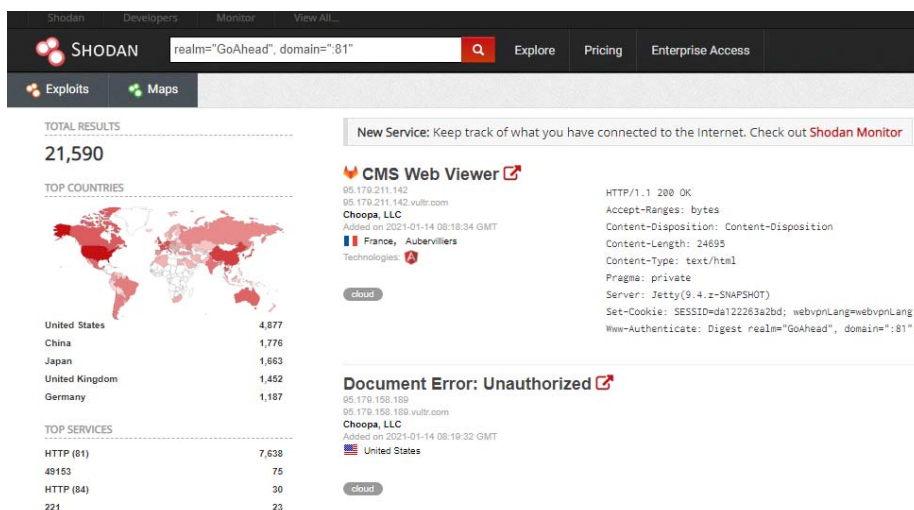 Shodan Developers Monitor View All...
SHODAN realm="GoAhead", domain=":81" Explore Pricing Enterprise Access
Exploits Maps
TOTAL RESULTS
21,590
TOP COUNTRIES
United States 4,877
China 1,776
Japan 1,663
United Kingdom 1,452
Germany 1,187
TOP SERVICES
HTTP (81) 7,638
49153 75
HTTP (84) 30
221 23
New Service: Keep track of what you have connected to the Internet. Check out Shodan Monitor
CMS Web Viewer
95.179.211.142
95.179.211.142.vultr.com
Choopa, LLC
Added on 2021-01-14 08:18:34 GMT
France, Aubervilliers
Technologies:
cloud
HTTP/1.1 200 OK
Accept-Ranges: bytes
Content-Disposition: Content-Disposition
Content-Length: 24695
Content-Type: text/html
Pragma: private
Server: Jetty(9.4.z-SNAPSHOT)
Set-Cookie: SESSID=da122263a2bd; webvpnLang=webvpnLang
Www-Authenticate: Digest realm="GoAhead", domain=":81"
Document Error: Unauthorized
95.179.158.189
95.179.158.189.vultr.com
Choopa, LLC
Added on 2021-01-14 08:19:32 GMT
United States
cloud